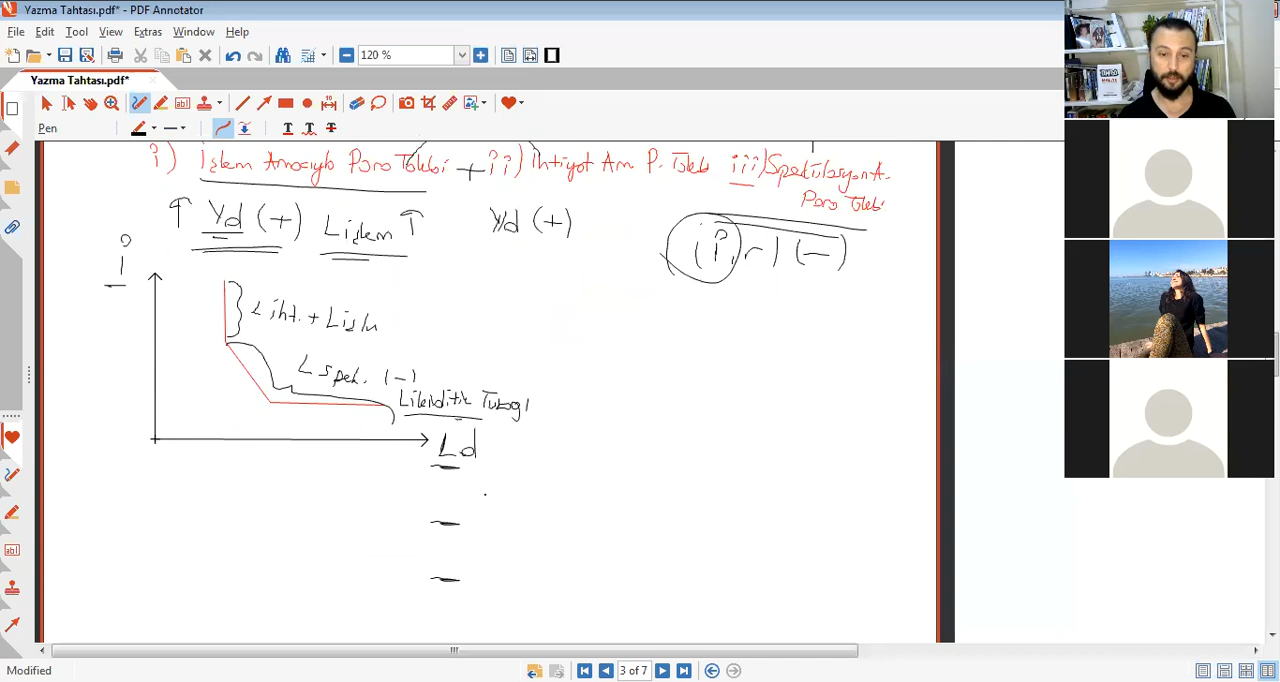 Yazma Tahtası.pdf* - PDF Annotator
File Edit Tool View Extras Window Help
120 %
Yazma Tahtası.pdf*
Pen
i) İşlem Amacıyla Para Talebi + ii) İhtiyat Am P. Taleb iii) Spekülasyon A.
Para Talebi
↑ Yd (+) Lişlem ↑ Yd (+) (i, r) (-)
i
L iht. + Lişlm
L spek. (-)
Likidite Tuzağı
Ld
Modified
3 of 7